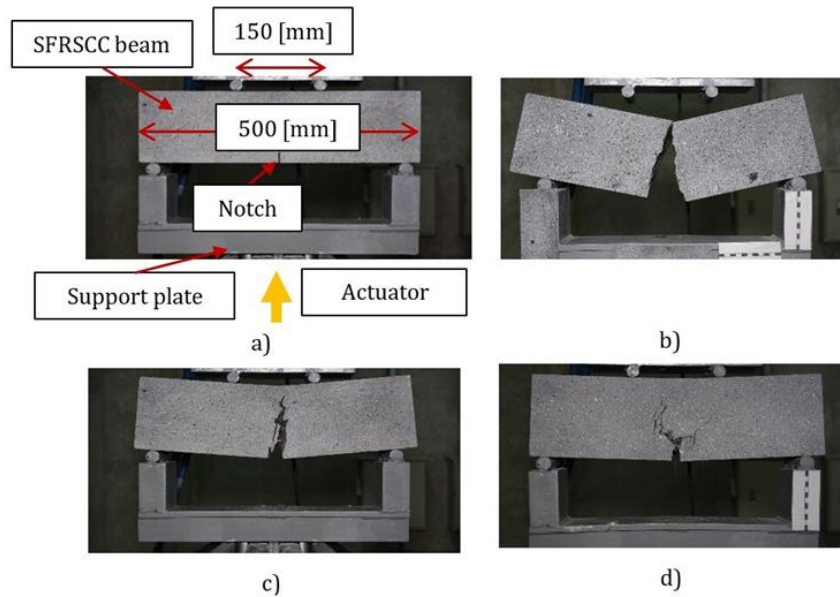 SFRSCC beam
150 [mm]
500 [mm]
Notch
Support plate
Actuator
a)
b)
c)
d)